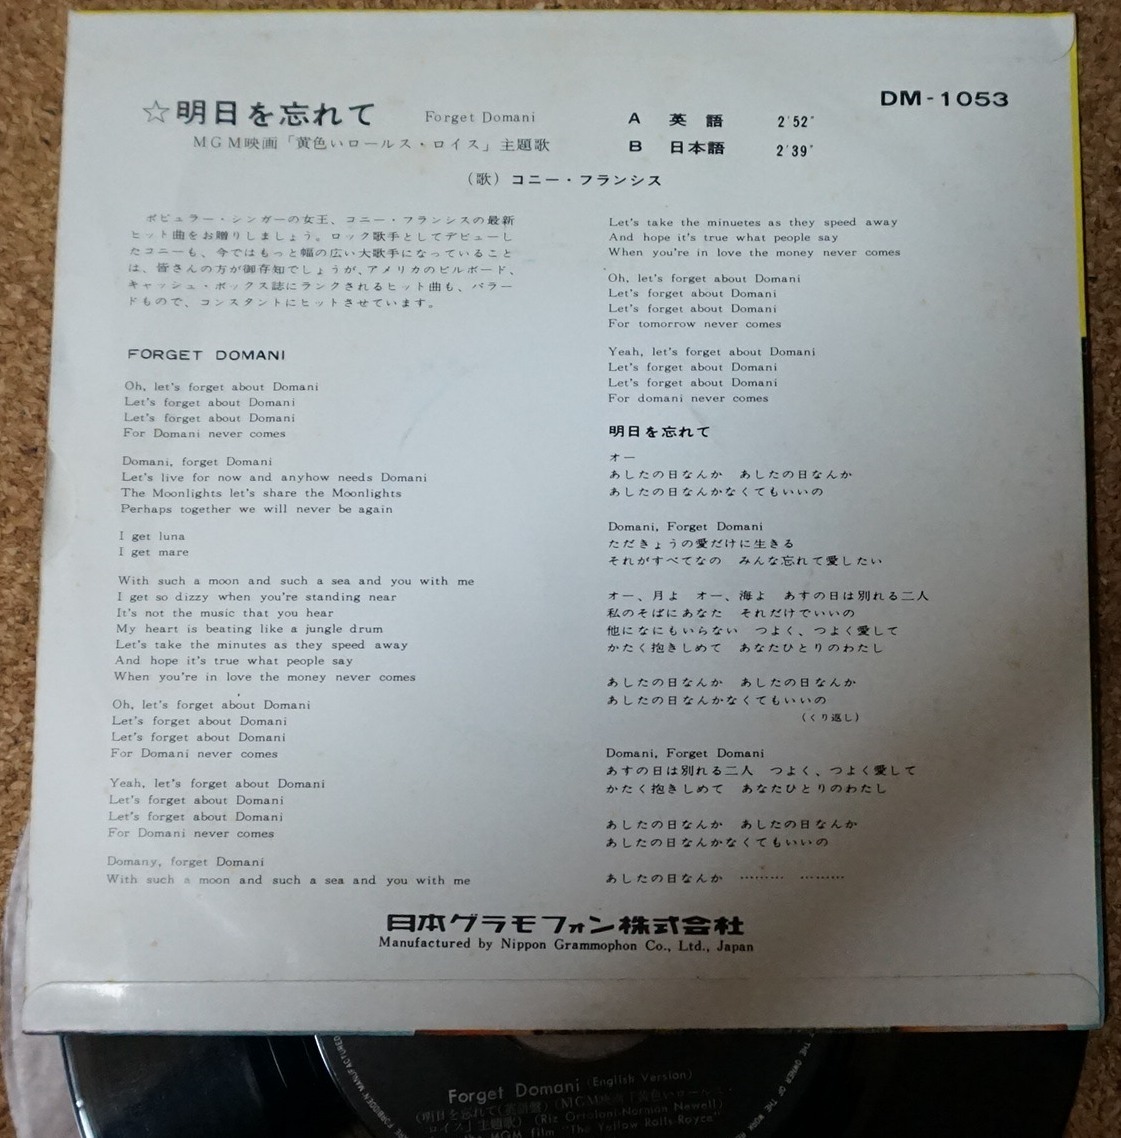 ☆明日を忘れて Forget Domani
MGM映画「黄色いロールス・ロイス」主題歌
A 英語 2′52″
B 日本語 2′39″
DM-1053
(歌) コニー・フランシス
ポピュラー・シンガーの女王、コニー・フランシスの最新
ヒット曲をお贈りしましょう。ロック歌手としてデビューし
たコニーも、今ではもっと幅の広い大歌手になっていること
は、皆さんの方が御存知でしょうが、アメリカのビルボード、
キャッシュ・ボックス誌にランクされるヒット曲も、バラー
ドもので、コンスタントにヒットさせています。
FORGET DOMANI
Oh, let's forget about Domani
Let's forget about Domani
Let's forget about Domani
For Domani never comes
Domani, forget Domani
Let's live for now and anyhow needs Domani
The Moonlights let's share the Moonlights
Perhaps together we will never be again
I get luna
I get mare
With such a moon and such a sea and you with me
I get so dizzy when you're standing near
It's not the music that you hear
My heart is beating like a jungle drum
Let's take the minutes as they speed away
And hope it's true what people say
When you're in love the money never comes
Oh, let's forget about Domani
Let's forget about Domani
Let's forget about Domani
For Domani never comes
Yeah, let's forget about Domani
Let's forget about Domani
Let's forget about Domani
For Domani never comes
Domany, forget Domani
With such a moon and such a sea and you with me
Let's take the minuetes as they speed away
And hope it's true what people say
When you're in love the money never comes
Oh, let's forget about Domani
Let's forget about Domani
Let's forget about Domani
For tomorrow never comes
Yeah, let's forget about Domani
Let's forget about Domani
Let's forget about Domani
For domani never comes
明日を忘れて
オー
あしたの日なんか あしたの日なんか
あしたの日なんかなくてもいいの
Domani, Forget Domani
ただきょうの愛だけに生きる
それがすべてなの みんな忘れて愛したい
オー、月よ オー、海よ あすの日は別れる二人
私のそばにあなた それだけでいいの
他になにもいらない つよく、つよく愛して
かたく抱きしめて あなたひとりのわたし
あしたの日なんか あしたの日なんか
あしたの日なんかなくてもいいの
(くり返し)
Domani, Forget Domani
あすの日は別れる二人 つよく、つよく愛して
かたく抱きしめて あなたひとりのわたし
あしたの日なんか あしたの日なんか
あしたの日なんかなくてもいいの
あしたの日なんか ……… ………
日本グラモフォン株式会社
Manufactured by Nippon Grammophon Co., Ltd., Japan
Forget Domani (English Version)
(明日を忘れて(英語盤)) (MGM映画「黄色いロー
ロイス」主題歌) (Riz Ortolani-Norman Newell)
the MGM film "The Yellow Rolls Royce"